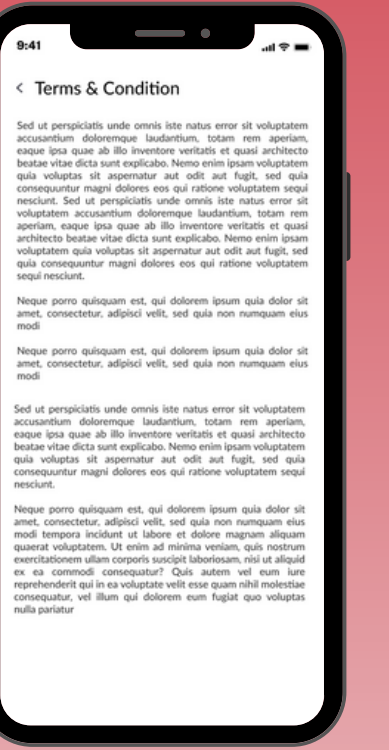 9:41
< Terms & Condition
Sed ut perspiciatis unde omnis iste natus error sit voluptatem
accusantium doloremque laudantium, totam rem aperiam,
eaque ipsa quae ab illo inventore veritatis et quasi architecto
beatae vitae dicta sunt explicabo. Nemo enim ipsam voluptatem
quia voluptas sit aspernatur aut odit aut fugit, sed quia
consequuntur magni dolores eos qui ratione voluptatem sequi
nesciunt. Sed ut perspiciatis unde omnis iste natus error sit
voluptatem accusantium doloremque laudantium, totam rem
aperiam, eaque ipsa quae ab illo inventore veritatis et quasi
architecto beatae vitae dicta sunt explicabo. Nemo enim ipsam
voluptatem quia voluptas sit aspernatur aut odit aut fugit, sed
quia consequuntur magni dolores eos qui ratione voluptatem
sequi nesciunt.
Neque porro quisquam est, qui dolorem ipsum quia dolor sit
amet, consectetur, adipisci velit, sed quia non numquam eius
modi
Neque porro quisquam est, qui dolorem ipsum quia dolor sit
amet, consectetur, adipisci velit, sed quia non numquam eius
modi
Sed ut perspiciatis unde omnis iste natus error sit voluptatem
accusantium doloremque laudantium, totam rem aperiam,
eaque ipsa quae ab illo inventore veritatis et quasi architecto
beatae vitae dicta sunt explicabo. Nemo enim ipsam voluptatem
quia voluptas sit aspernatur aut odit aut fugit, sed quia
consequuntur magni dolores eos qui ratione voluptatem sequi
nesciunt.
Neque porro quisquam est, qui dolorem ipsum quia dolor sit
amet, consectetur, adipisci velit, sed quia non numquam eius
modi tempora incidunt ut labore et dolore magnam aliquam
quaerat voluptatem. Ut enim ad minima veniam, quis nostrum
exercitationem ullam corporis suscipit laboriosam, nisi ut aliquid
ex ea commodi consequatur? Quis autem vel eum iure
reprehenderit qui in ea voluptate velit esse quam nihil molestiae
consequatur, vel illum qui dolorem eum fugiat quo voluptas
nulla pariatur